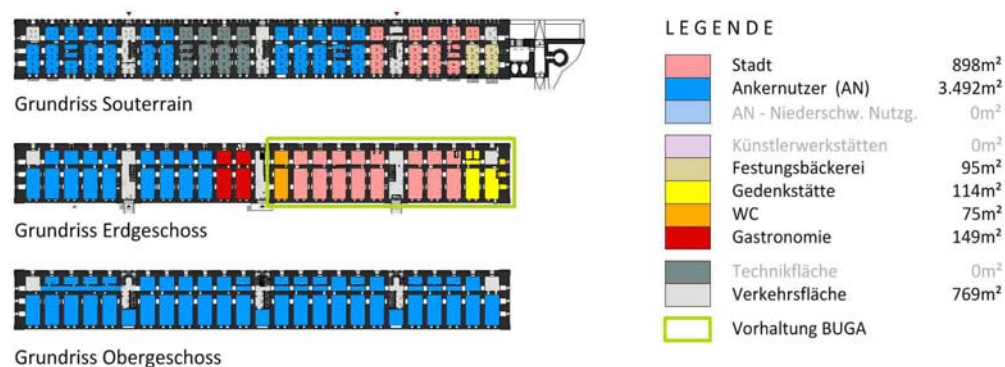 Grundriss Souterrain
Grundriss Erdgeschoss
Grundriss Obergeschoss
LEGENDE
Stadt 898m²
Ankernutzer (AN) 3.492m²
AN - Niederschw. Nutzg. 0m²
Künstlerwerkstätten 0m²
Festungsbäckerei 95m²
Gedenkstätte 114m²
WC 75m²
Gastronomie 149m²
Technikfläche 0m²
Verkehrsfläche 769m²
Vorhaltung BUGA